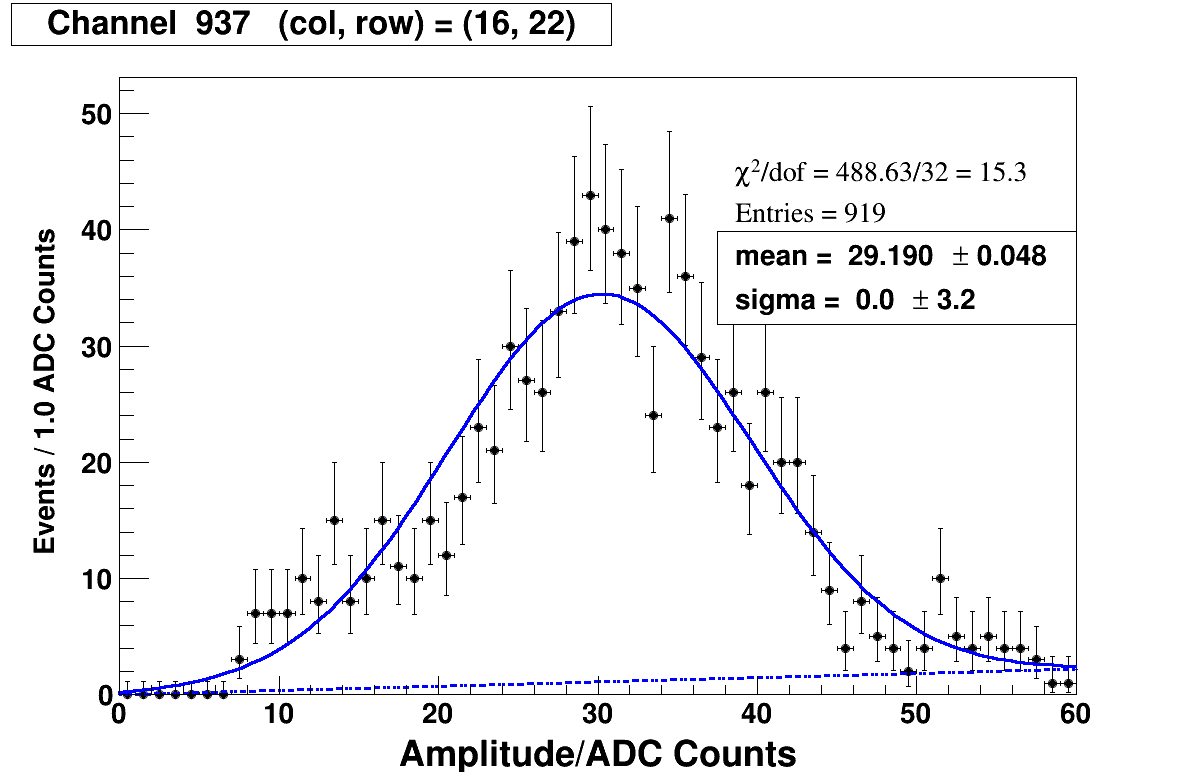 Channel 937 (col, row) = (16, 22)
50
40
30
20
10
0
Events / 1.0 ADC Counts
χ²/dof = 488.63/32 = 15.3
Entries = 919
mean = 29.190 ± 0.048
sigma = 0.0 ± 3.2
0 10 20 30 40 50 60
Amplitude/ADC Counts